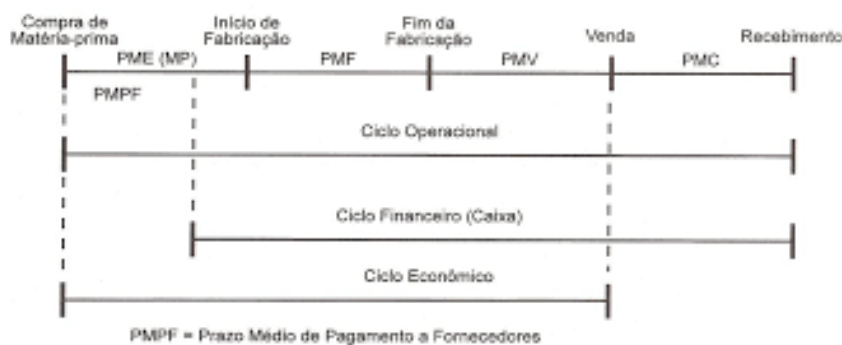 Compra de
Matéria-prima
Início de
Fabricação
Fim da
Fabricação
Venda
Recebimento
PME (MP)
PMF
PMV
PMC
PMPF
Ciclo Operacional
Ciclo Financeiro (Caixa)
Ciclo Econômico
PMPF = Prazo Médio de Pagamento a Fornecedores